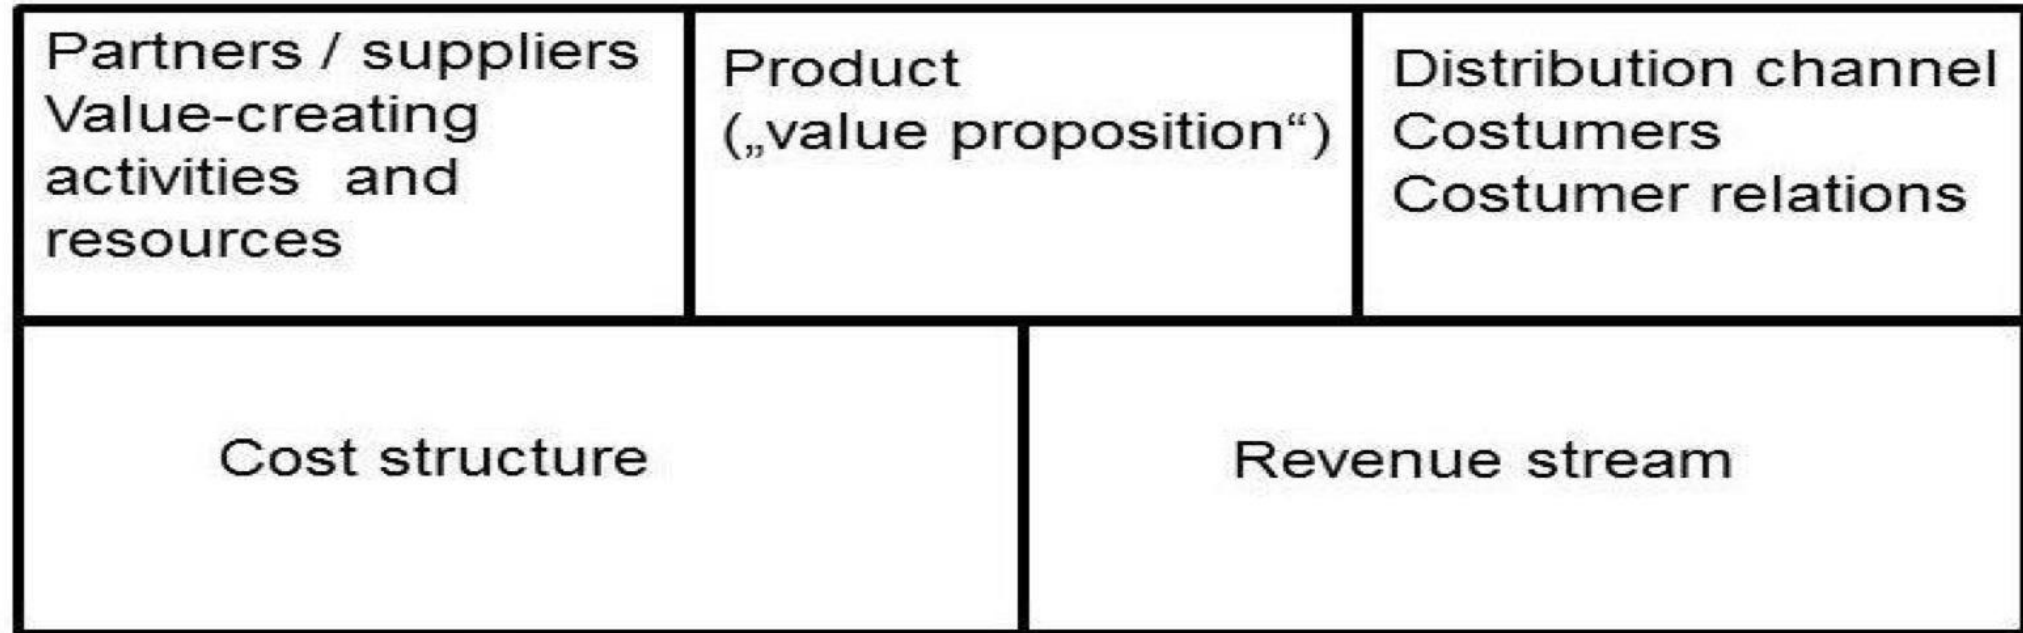 Partners / suppliers
Value-creating
activities and
resources
Product
(„value proposition“)
Distribution channel
Costumers
Costumer relations
Cost structure
Revenue stream